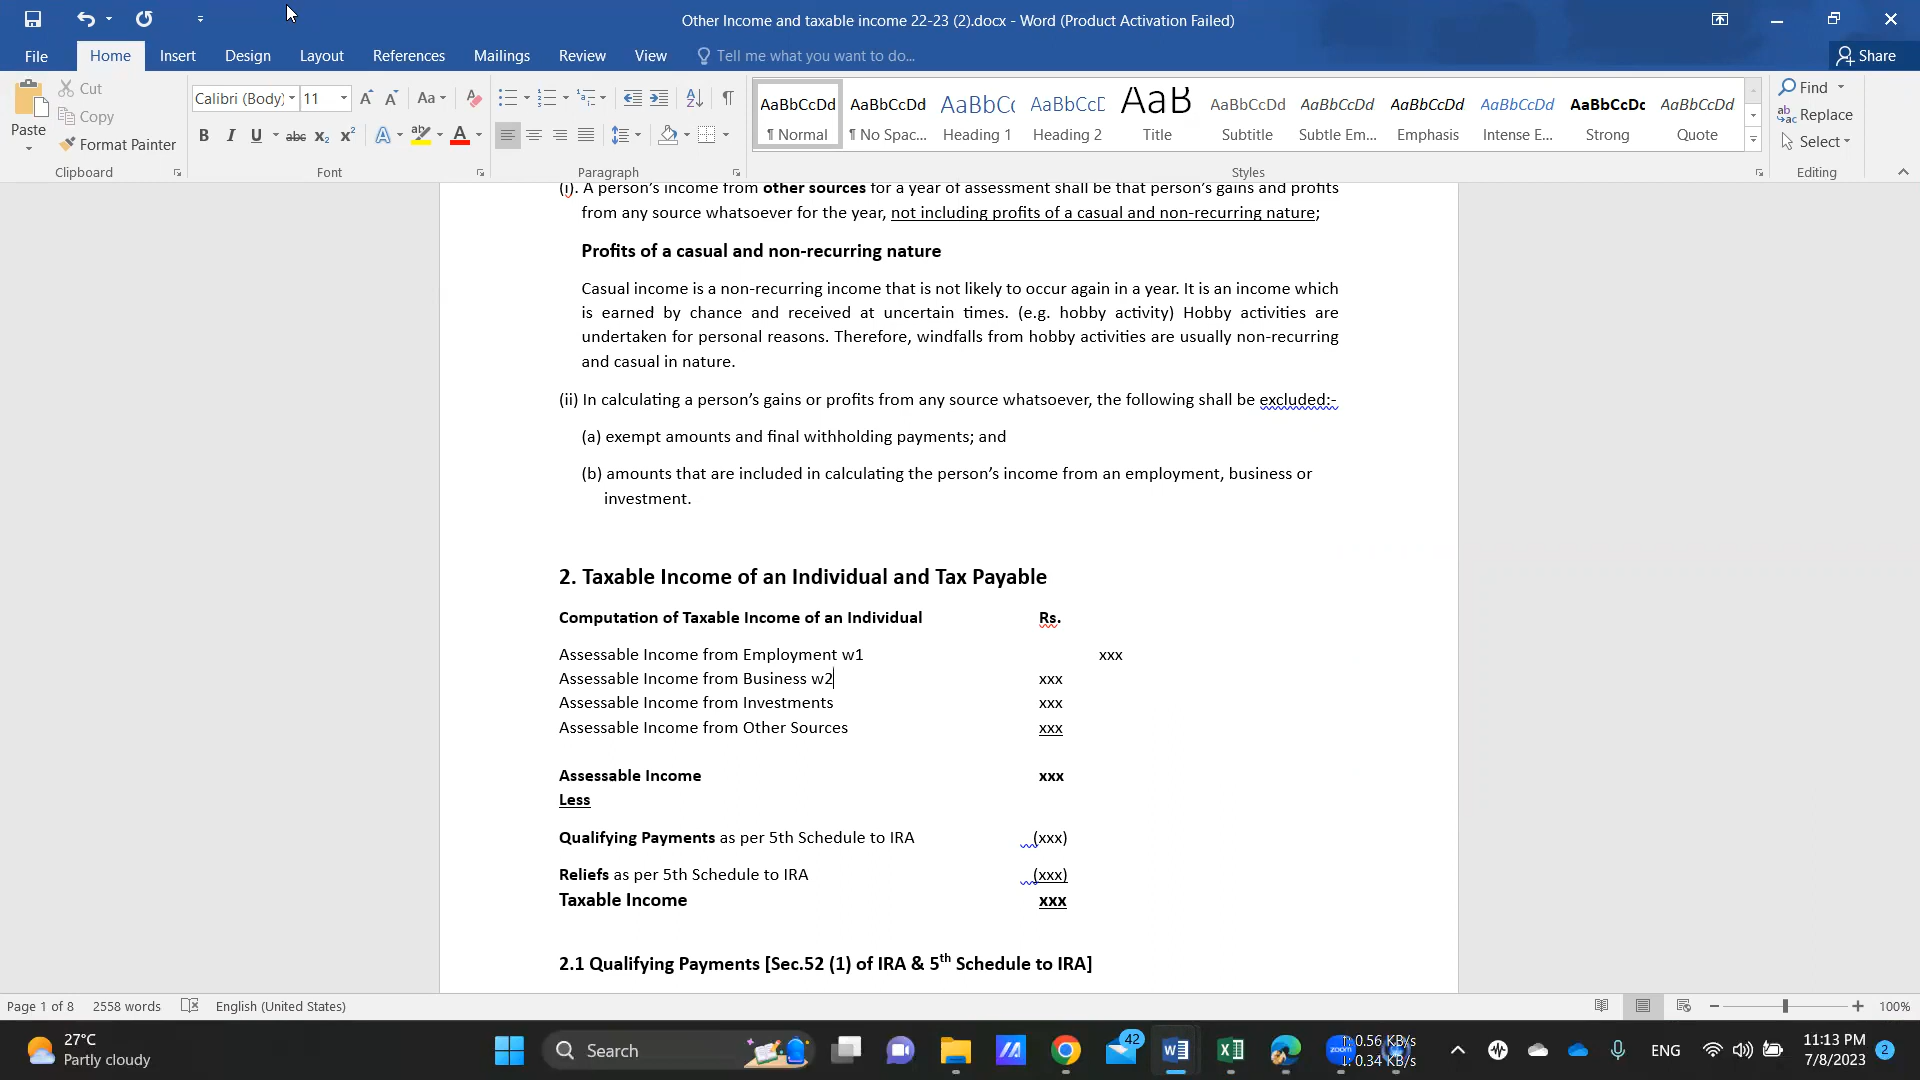 Other Income and taxable income 22-23 (2).docx - Word (Product Activation Failed)
File Home Insert Design Layout References Mailings Review View Tell me what you want to do... Share
Paste
Cut
Copy
Format Painter
Clipboard
Calibri (Body) 11
Font
Paragraph
AaBbCcDd AaBbCcDd AaBbCc AaBbCcD AaB AaBbCcDd AaBbCcDd AaBbCcDd AaBbCcDd AaBbCcDc AaBbCcDd
¶ Normal ¶ No Spac... Heading 1 Heading 2 Title Subtitle Subtle Em... Emphasis Intense E... Strong Quote
Styles
Find
Replace
Select
Editing
(i). A person's income from other sources for a year of assessment shall be that person's gains and profits
from any source whatsoever for the year, not including profits of a casual and non-recurring nature;
Profits of a casual and non-recurring nature
Casual income is a non-recurring income that is not likely to occur again in a year. It is an income which
is earned by chance and received at uncertain times. (e.g. hobby activity) Hobby activities are
undertaken for personal reasons. Therefore, windfalls from hobby activities are usually non-recurring
and casual in nature.
(ii) In calculating a person's gains or profits from any source whatsoever, the following shall be excluded:-
(a) exempt amounts and final withholding payments; and
(b) amounts that are included in calculating the person's income from an employment, business or
investment.
2. Taxable Income of an Individual and Tax Payable
Computation of Taxable Income of an Individual Rs.
Assessable Income from Employment w1 xxx
Assessable Income from Business w2 xxx
Assessable Income from Investments xxx
Assessable Income from Other Sources xxx
Assessable Income xxx
Less
Qualifying Payments as per 5th Schedule to IRA (xxx)
Reliefs as per 5th Schedule to IRA (xxx)
Taxable Income xxx
2.1 Qualifying Payments [Sec.52 (1) of IRA & 5th Schedule to IRA]
Page 1 of 8 2558 words English (United States) 100%
27°C
Partly cloudy
Search
42
zoom
0.56 KB/s
0.34 KB/s
ENG
11:13 PM
7/8/2023
2